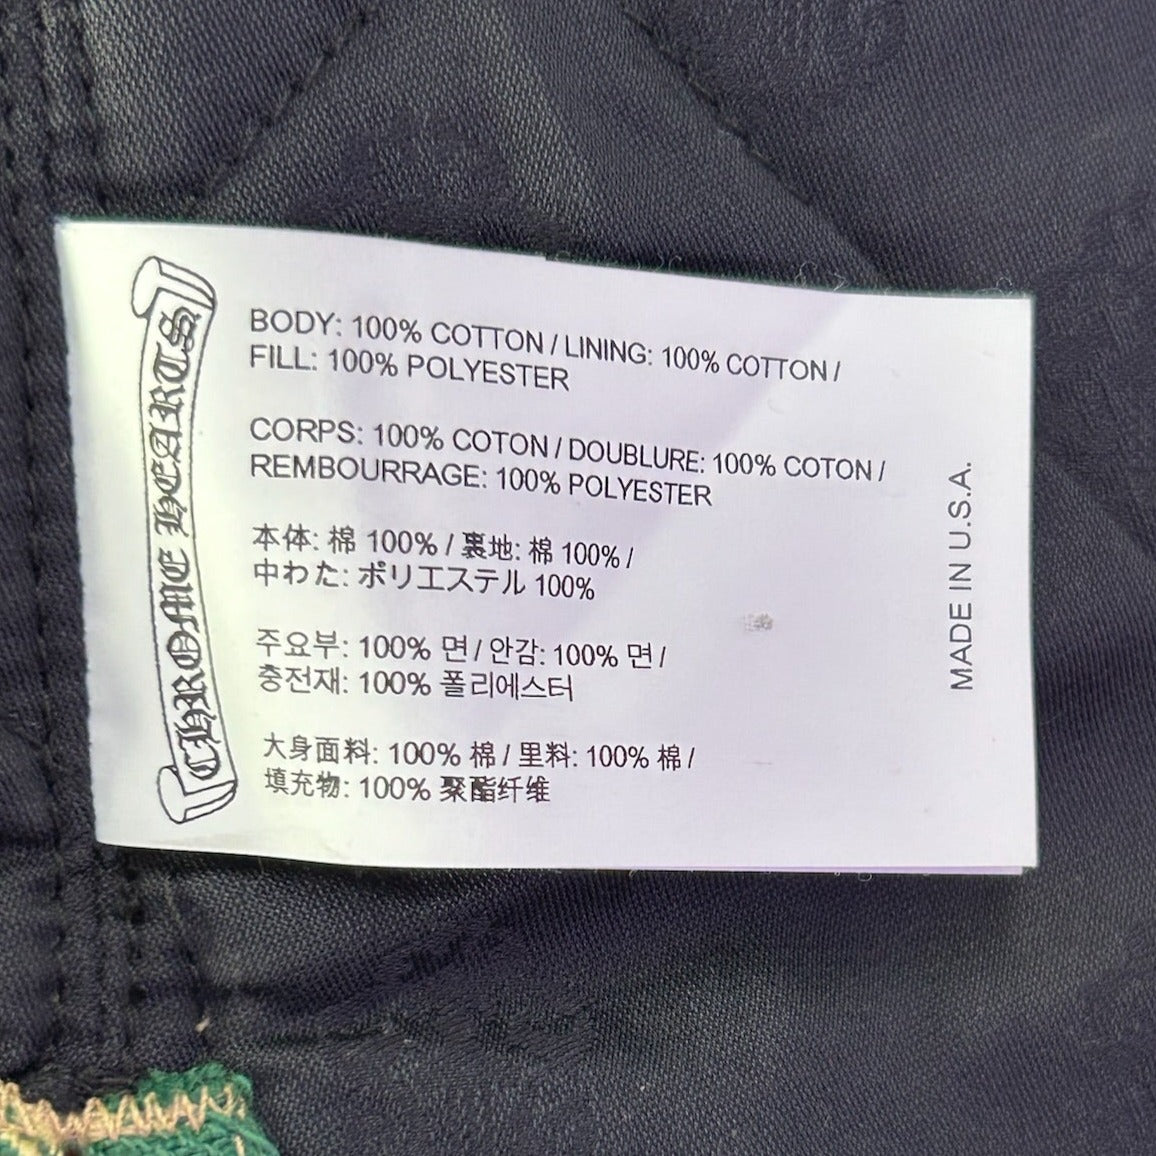 CHROME HEARTS
BODY: 100% COTTON / LINING: 100% COTTON /
FILL: 100% POLYESTER
CORPS: 100% COTON / DOUBLURE: 100% COTON /
REMBOURRAGE: 100% POLYESTER
本体: 棉 100% / 裏地: 棉 100% /
中わた: ポリエステル 100%
주요부: 100% 면 / 안감: 100% 면 /
충전재: 100% 폴리에스터
大身面料: 100% 棉 / 里料: 100% 棉 /
填充物: 100% 聚酯纤维
MADE IN U.S.A.